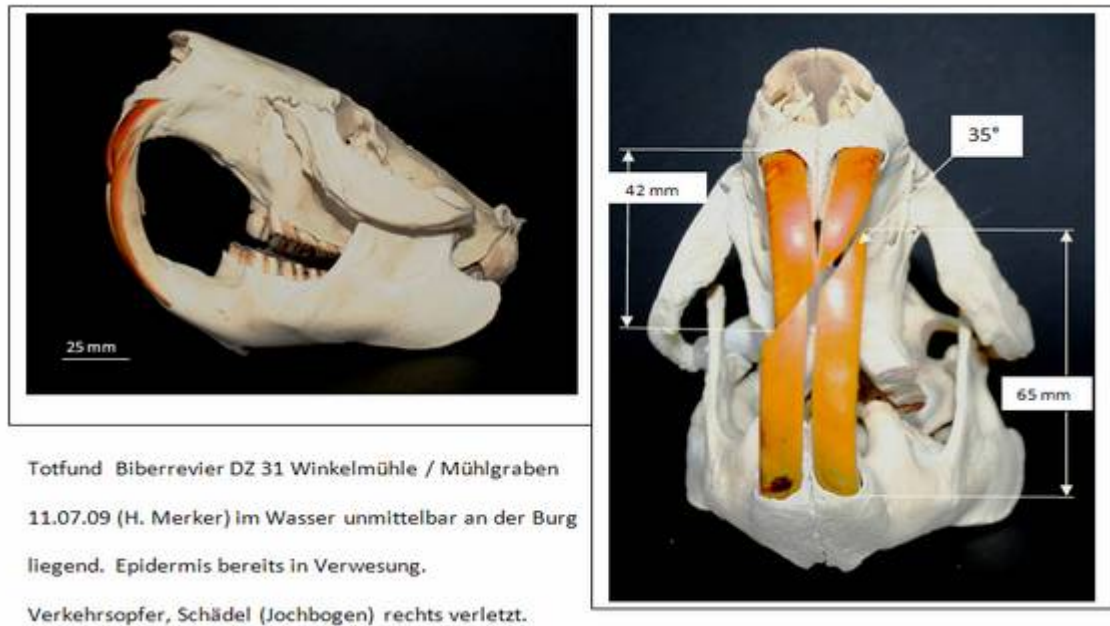 25 mm
35°
42 mm
65 mm
Totfund Biberrevier DZ 31 Winkelmühle / Mühlgraben
11.07.09 (H. Merker) im Wasser unmittelbar an der Burg
liegend. Epidermis bereits in Verwesung.
Verkehrsopfer, Schädel (Jochbogen) rechts verletzt.